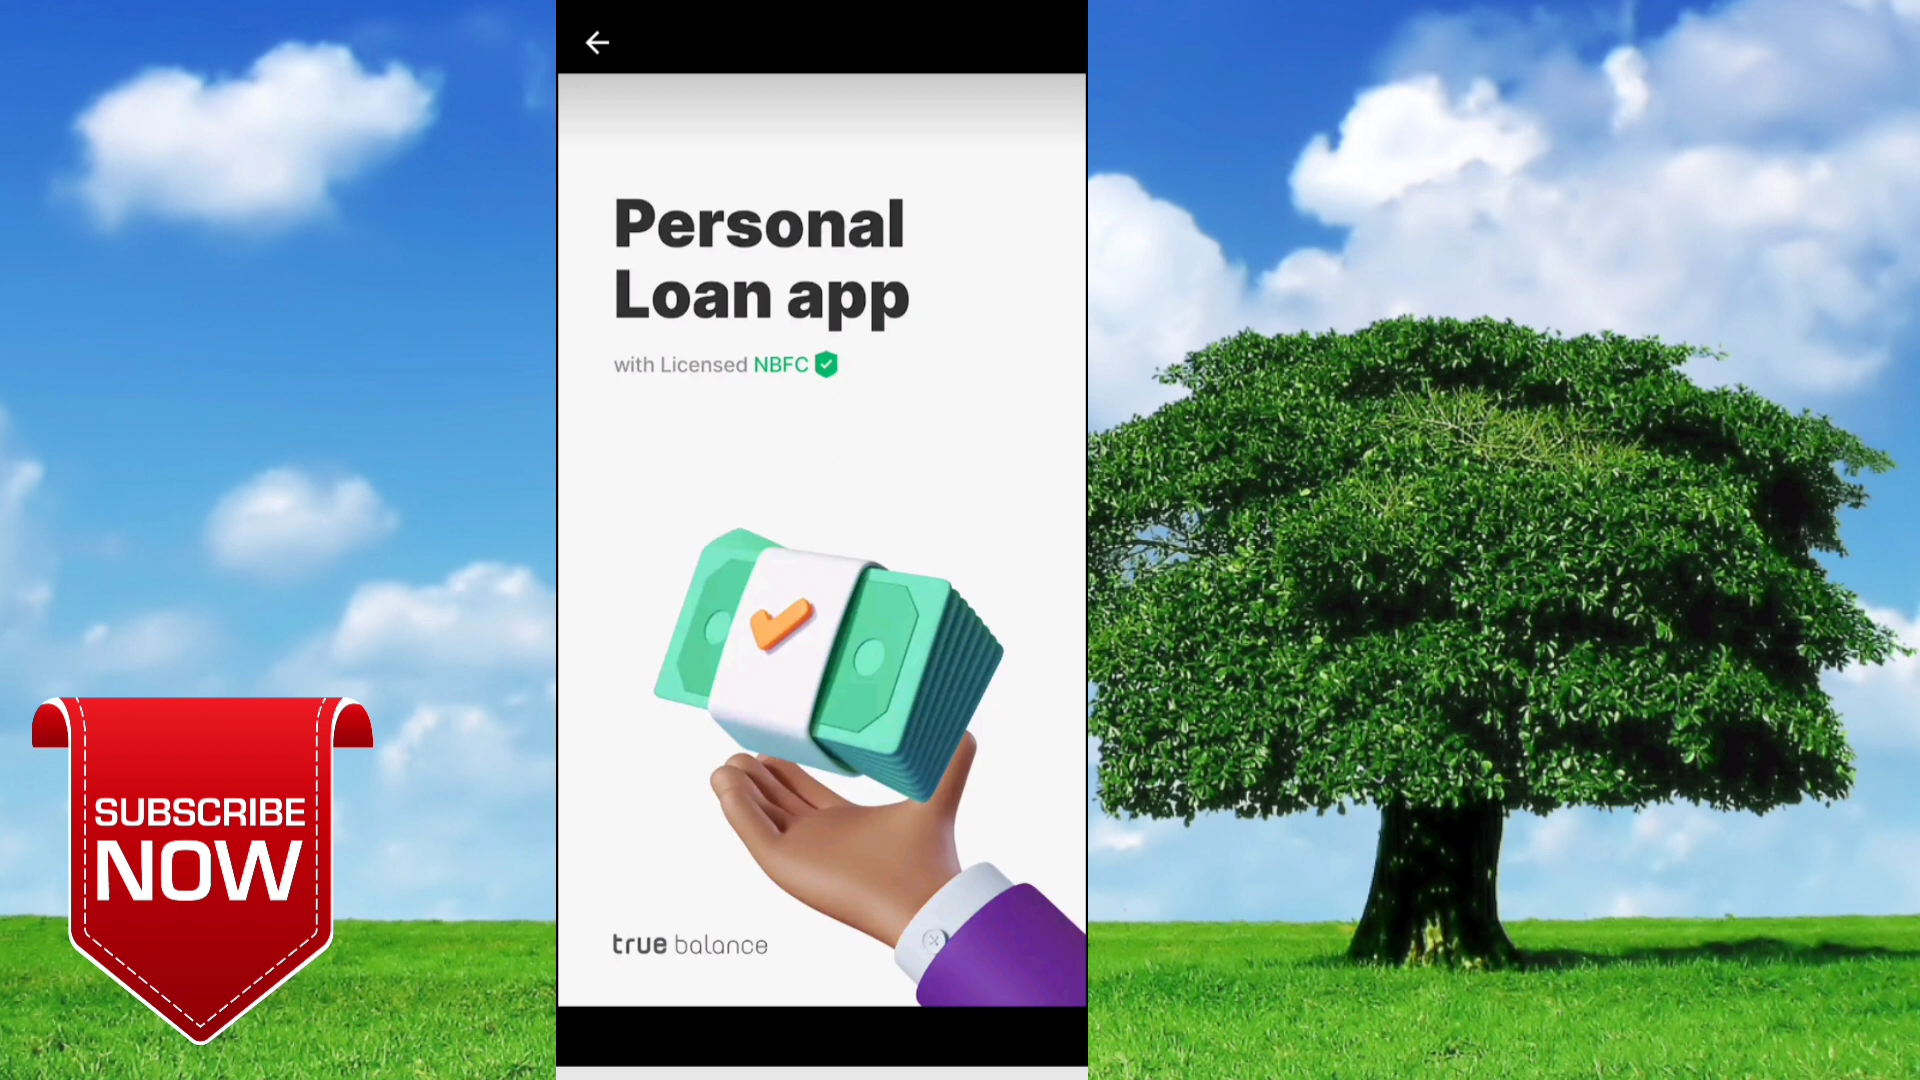 Personal
Loan app
with Licensed NBFC
true balance
SUBSCRIBE
NOW